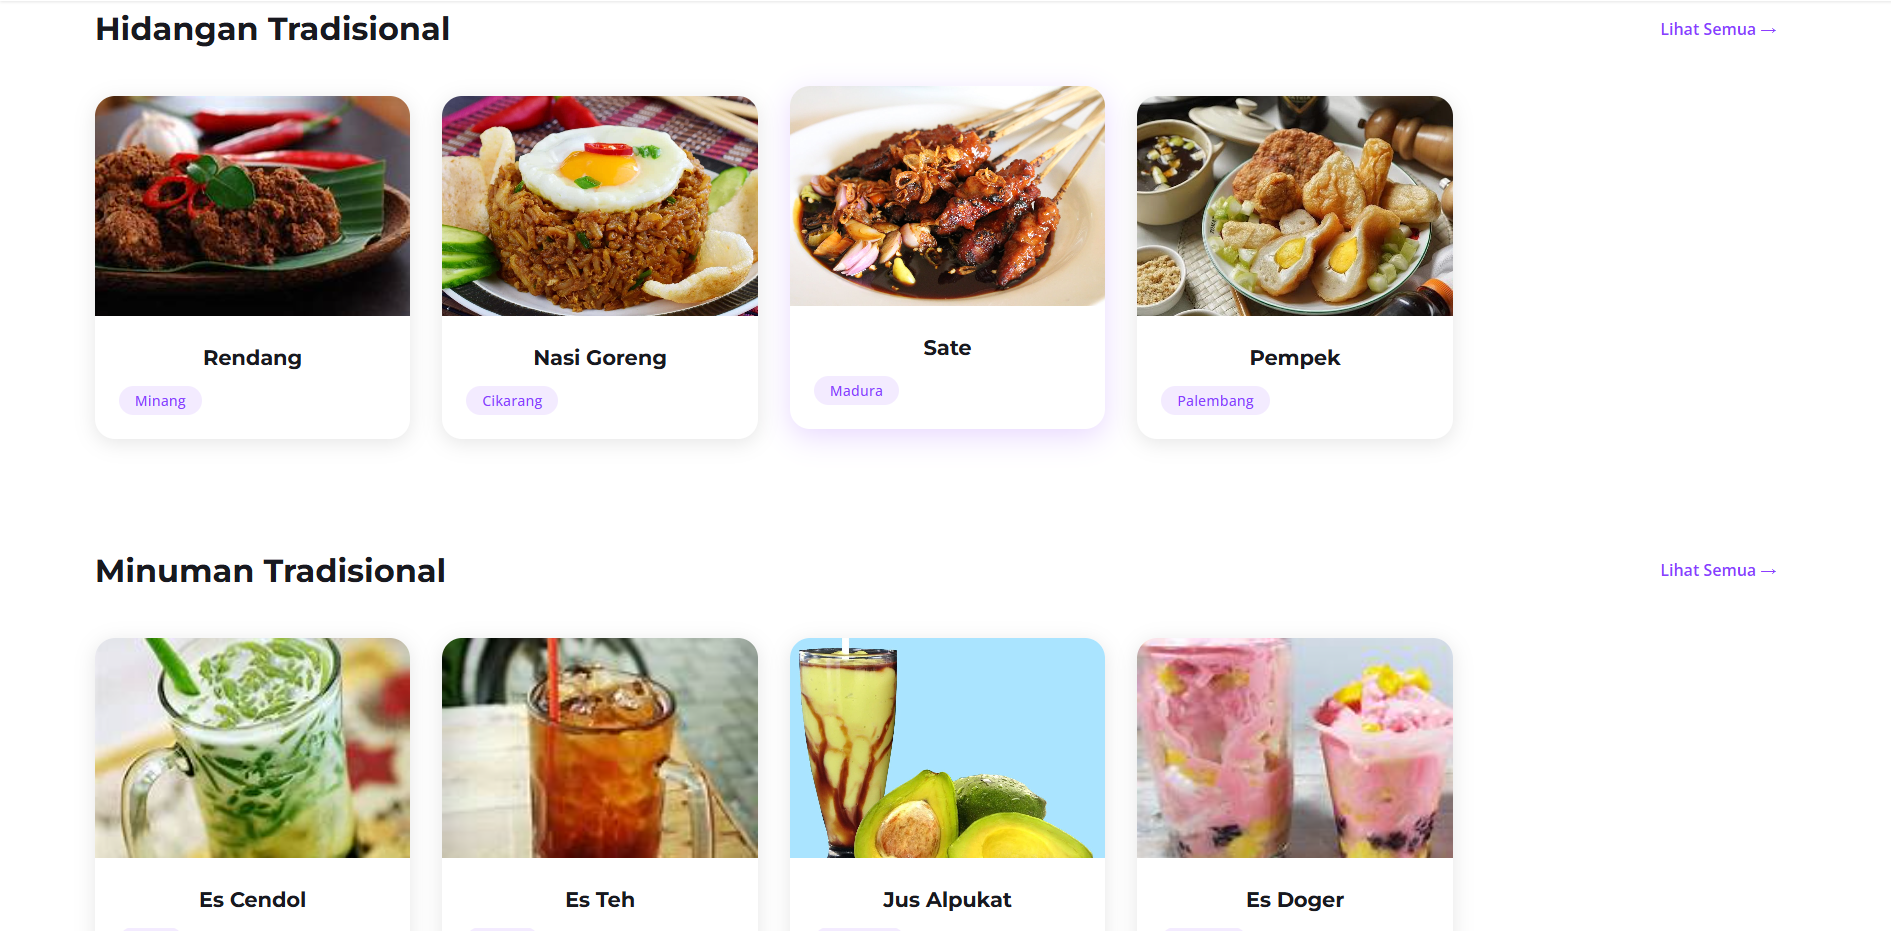 Hidangan Tradisional
Lihat Semua →
Rendang
Nasi Goreng
Sate
Pempek
Minang
Cikarang
Madura
Palembang
Minuman Tradisional
Lihat Semua →
Es Cendol
Es Teh
Jus Alpukat
Es Doger